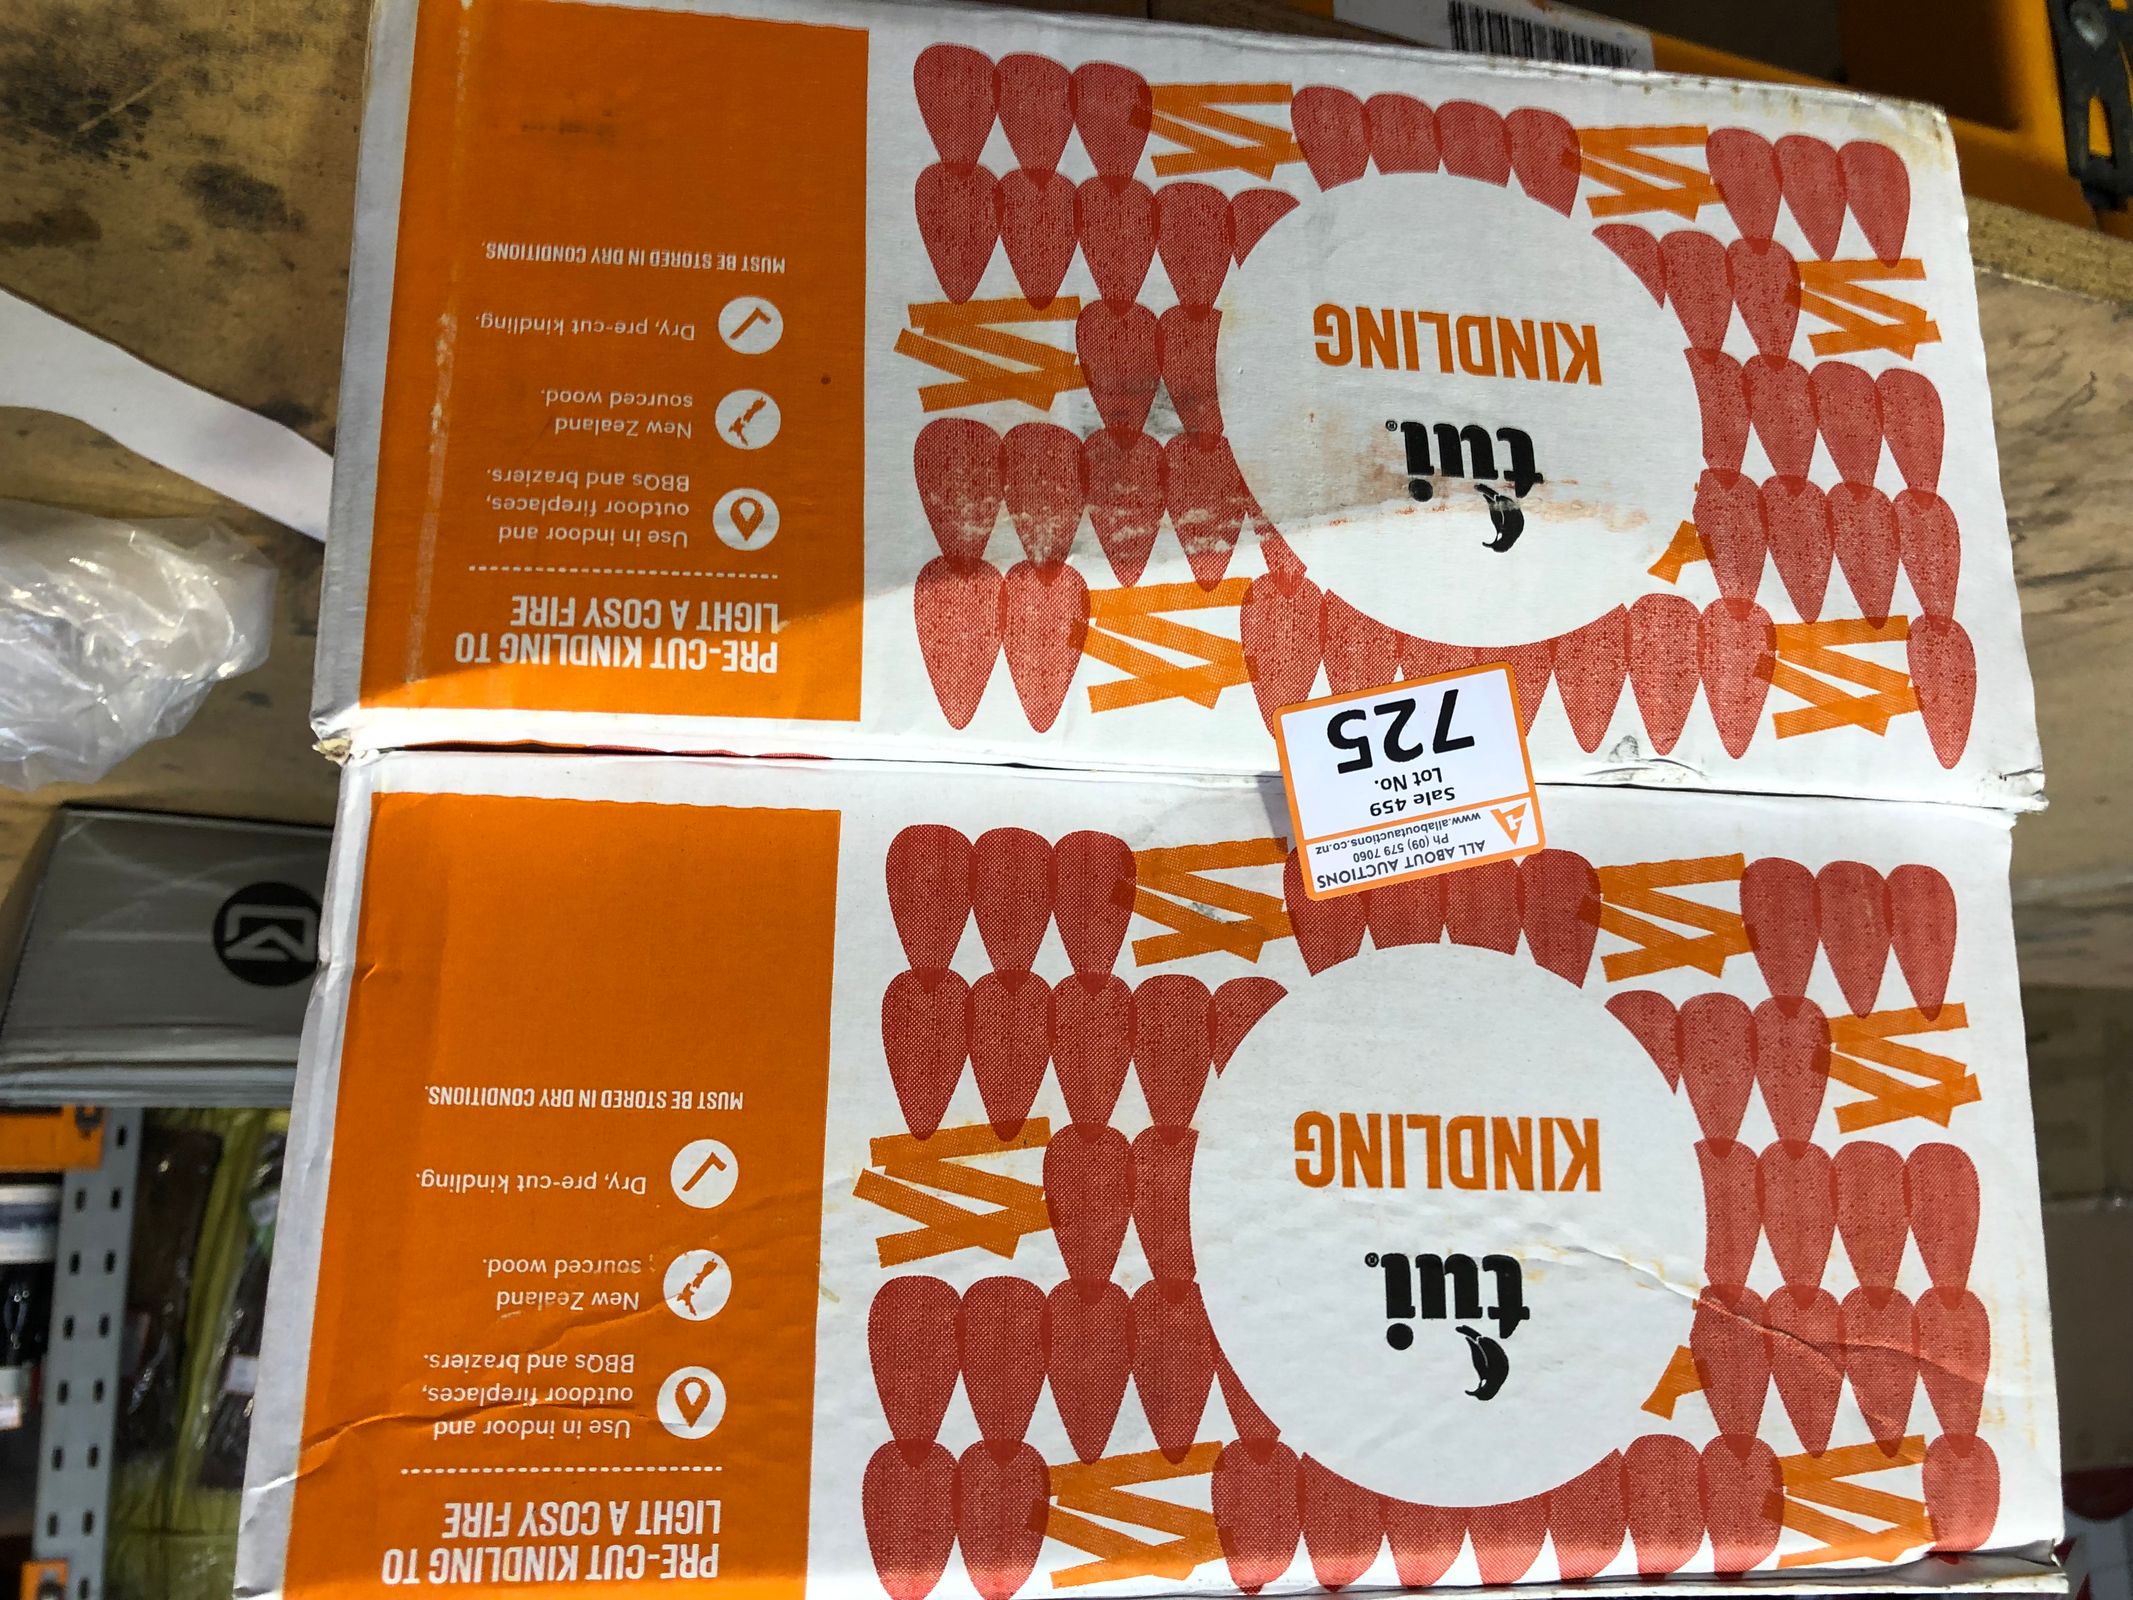 PRE-CUT KINDLING TO
LIGHT A COSY FIRE
Use in indoor and
outdoor fireplaces,
BBQs and braziers.
New Zealand
sourced wood.
Dry, pre-cut kindling.
MUST BE STORED IN DRY CONDITIONS.
tui®
KINDLING
ALL ABOUT AUCTIONS
Ph (09) 579 7060
www.allaboutauctions.co.nz
Sale 459
Lot No.
725
PRE-CUT KINDLING TO
LIGHT A COSY FIRE
Use in indoor and
outdoor fireplaces,
BBQs and braziers.
New Zealand
sourced wood.
Dry, pre-cut kindling.
MUST BE STORED IN DRY CONDITIONS.
tui®
KINDLING